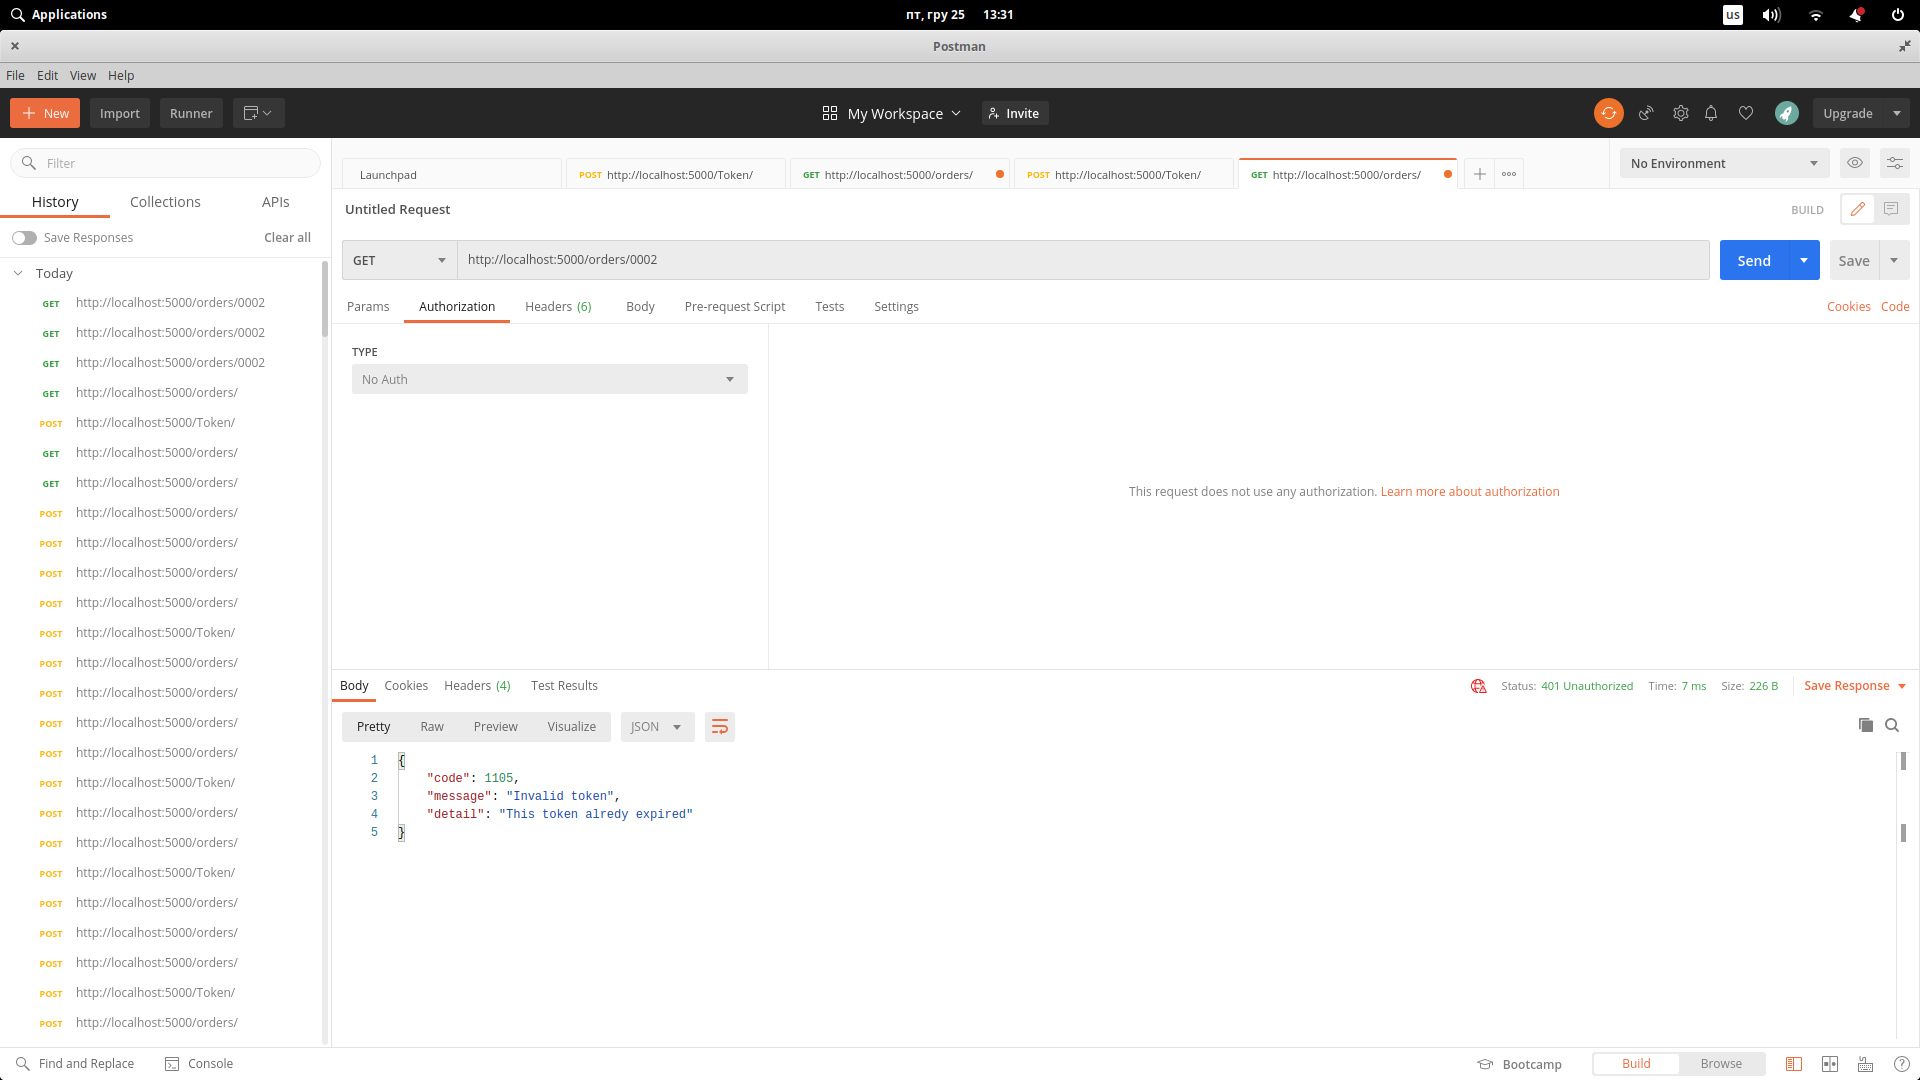 Applications
пт, гру 25 13:31
us
Postman
File Edit View Help
New Import Runner
My Workspace Invite
Upgrade
Filter
History Collections APIs
Save Responses Clear all
Today
GET http://localhost:5000/orders/0002
GET http://localhost:5000/orders/0002
GET http://localhost:5000/orders/0002
GET http://localhost:5000/orders/
POST http://localhost:5000/Token/
GET http://localhost:5000/orders/
GET http://localhost:5000/orders/
POST http://localhost:5000/orders/
POST http://localhost:5000/orders/
POST http://localhost:5000/orders/
POST http://localhost:5000/orders/
POST http://localhost:5000/Token/
POST http://localhost:5000/orders/
POST http://localhost:5000/orders/
POST http://localhost:5000/orders/
POST http://localhost:5000/orders/
POST http://localhost:5000/Token/
POST http://localhost:5000/orders/
POST http://localhost:5000/orders/
POST http://localhost:5000/Token/
POST http://localhost:5000/orders/
POST http://localhost:5000/orders/
POST http://localhost:5000/orders/
POST http://localhost:5000/Token/
POST http://localhost:5000/orders/
Launchpad
POST http://localhost:5000/Token/
GET http://localhost:5000/orders/
POST http://localhost:5000/Token/
GET http://localhost:5000/orders/
No Environment
Untitled Request
BUILD
GET http://localhost:5000/orders/0002
Send Save
Params Authorization Headers (6) Body Pre-request Script Tests Settings
Cookies Code
TYPE
No Auth
This request does not use any authorization. Learn more about authorization
Body Cookies Headers (4) Test Results
Status: 401 Unauthorized Time: 7 ms Size: 226 B Save Response
Pretty Raw Preview Visualize JSON
1 {
2 "code": 1105,
3 "message": "Invalid token",
4 "detail": "This token alredy expired"
5 }
Find and Replace Console
Bootcamp Build Browse